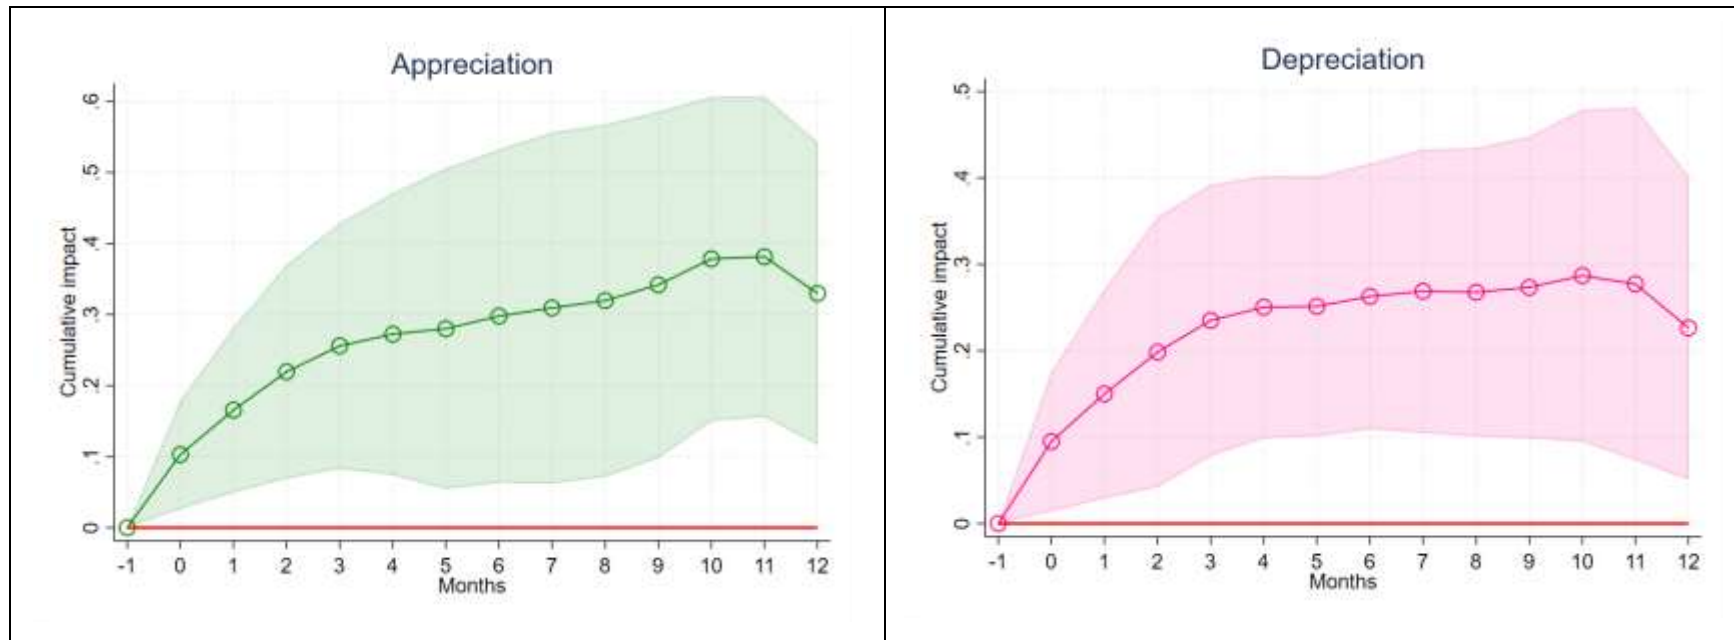 Appreciation
Cumulative impact
.6
.5
.4
.3
.2
.1
0
-1 0 1 2 3 4 5 6 7 8 9 10 11 12
Months
Depreciation
Cumulative impact
.5
.4
.3
.2
.1
0
-1 0 1 2 3 4 5 6 7 8 9 10 11 12
Months